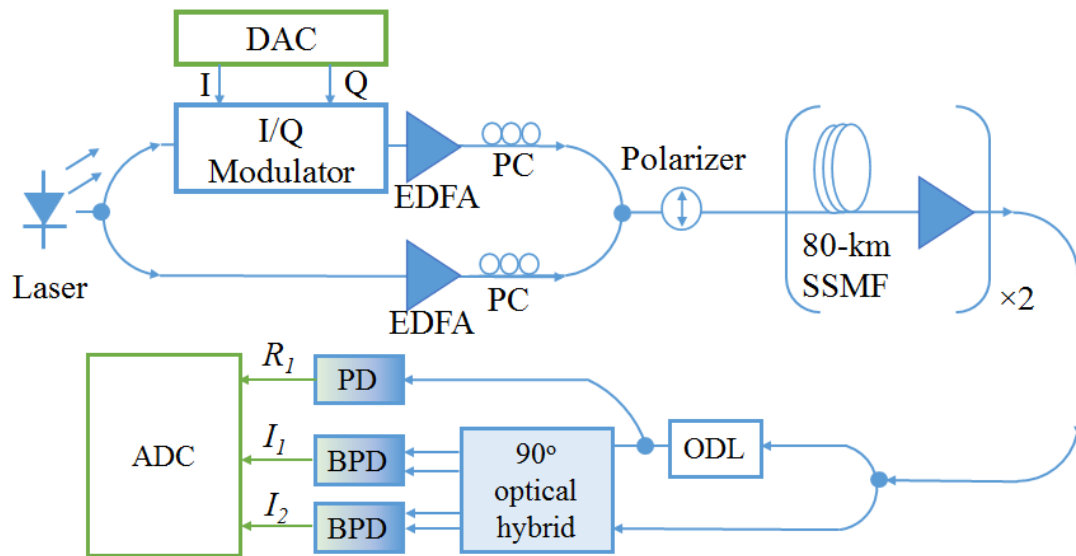 DAC
I
Q
I/Q
Modulator
EDFA
PC
Polarizer
Laser
EDFA
PC
80-km
SSMF
×2
R1
PD
ADC
I1
BPD
90o
optical
hybrid
ODL
I2
BPD